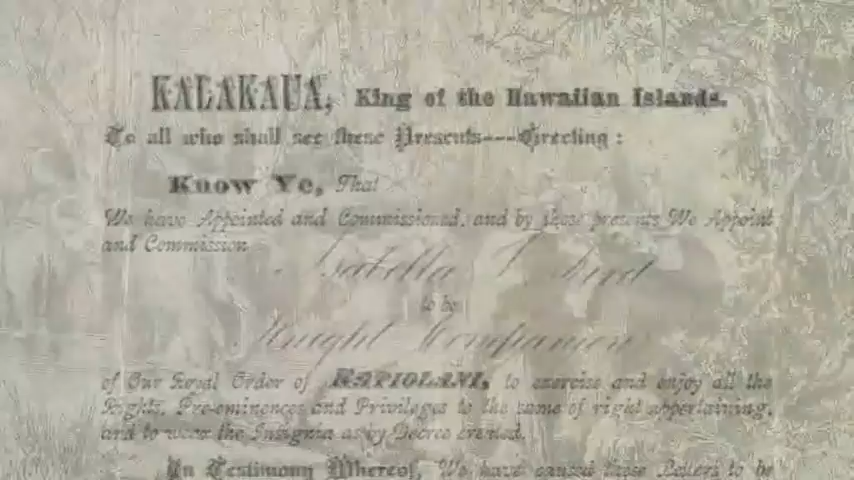 KALAKAUA, King of the Hawaiian Islands.
To all who shall see these Presents---Greeting:
Know Ye, That
We have Appointed and Commissioned, and by these presents We Appoint
and Commission
Isabella L Bird
to be
Knight Companion
of Our Royal Order of KAPIOLANI, to exercise and enjoy all the
Rights, Pre-eminences and Privileges to the same of right appertaining,
and to wear the Insignia as by Decree created.
In Testimony Whereof, We have caused these Letters to be